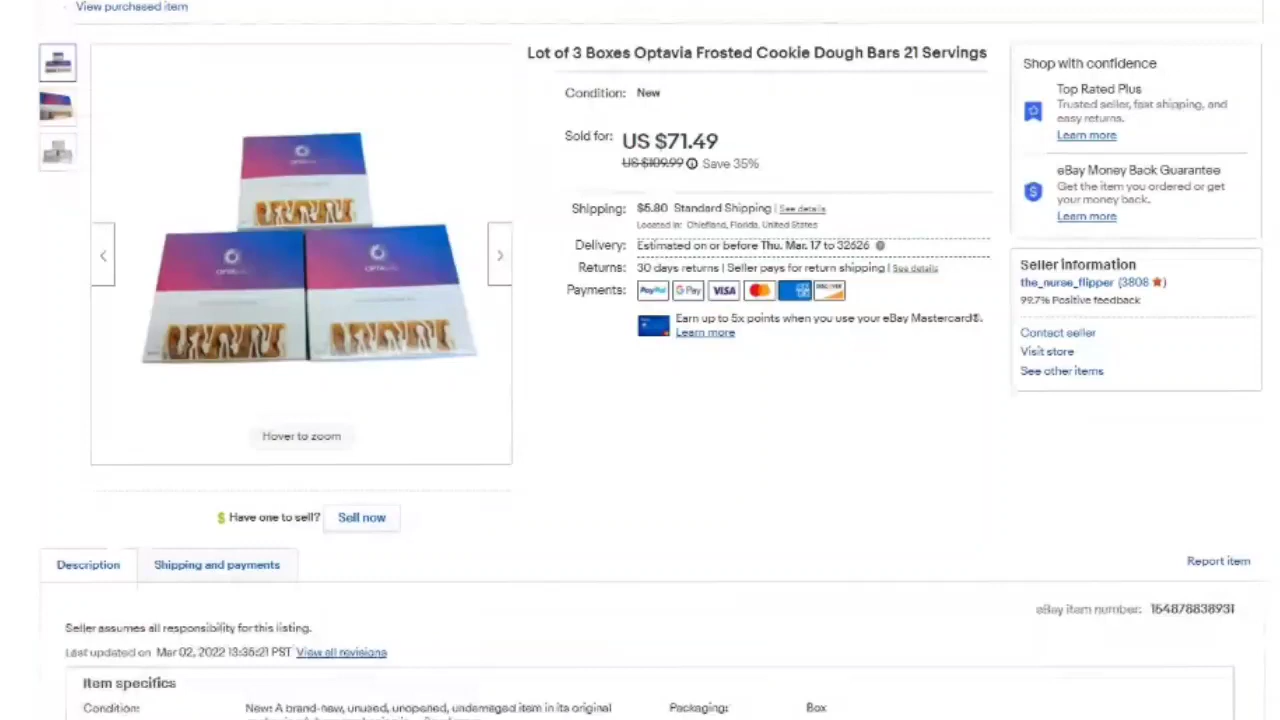 View purchased item
Lot of 3 Boxes Optavia Frosted Cookie Dough Bars 21 Servings
Condition: New
Sold for: US $71.49
US $109.99 Save 35%
Shipping: $5.80 Standard Shipping | See details
Located in: Chiefland, Florida, United States
Delivery: Estimated on or before Thu. Mar. 17 to 32626
Returns: 30 days returns | Seller pays for return shipping | See details
Payments: PayPal G Pay VISA DISCOVER
Earn up to 5x points when you use your eBay Mastercard®.
Learn more
Shop with confidence
Top Rated Plus
Trusted seller, fast shipping, and
easy returns.
Learn more
eBay Money Back Guarantee
Get the item you ordered or get
your money back.
Learn more
Seller information
the_nurse_flipper (3808)
99.7% Positive feedback
Contact seller
Visit store
See other items
Hover to zoom
$ Have one to sell? Sell now
Description
Shipping and payments
Report item
eBay item number: 154878838931
Seller assumes all responsibility for this listing.
Last updated on Mar 02, 2022 13:35:21 PST View all revisions
Item specifics
Condition: New: A brand-new, unused, unopened, undamaged item in its original
Packaging: Box